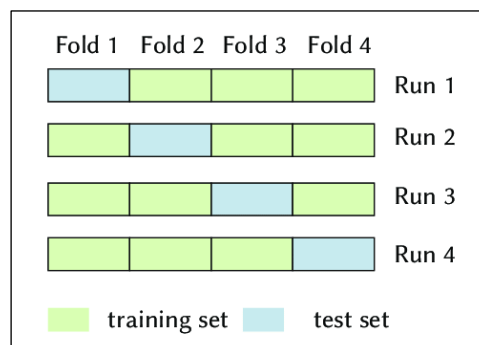 Fold 1 Fold 2 Fold 3 Fold 4
Run 1
Run 2
Run 3
Run 4
training set test set